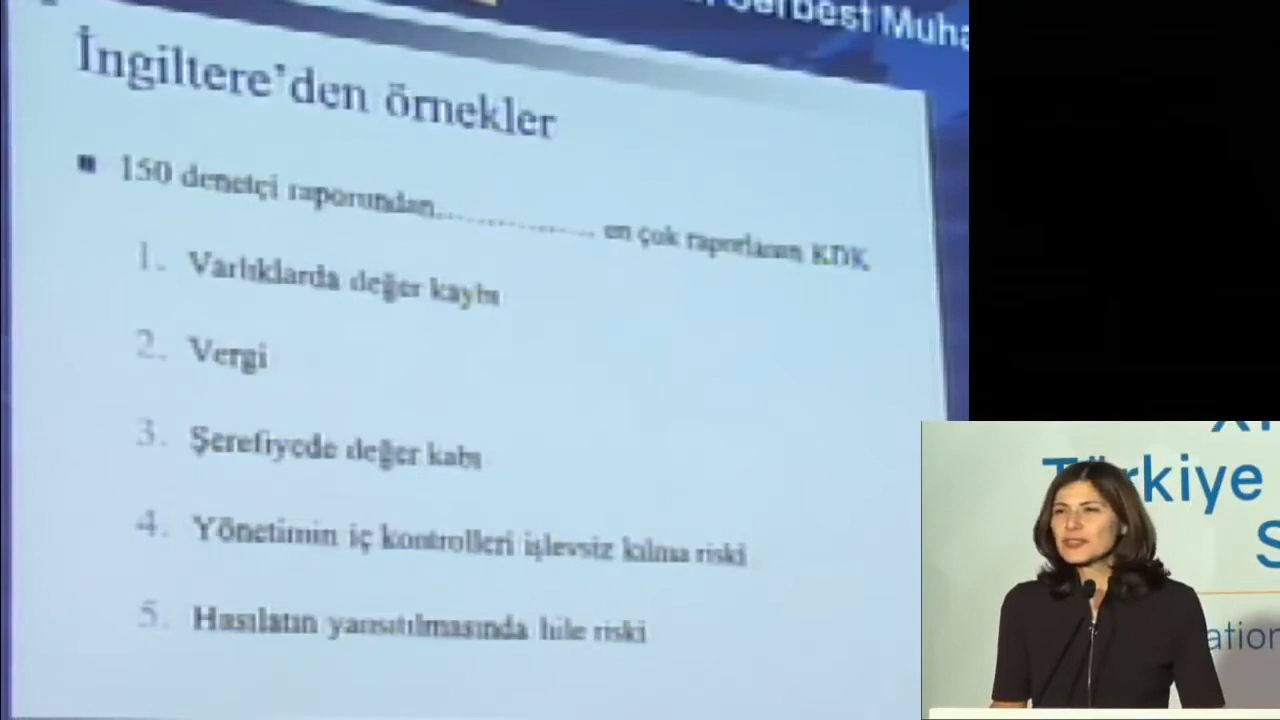 Serbest Muha
İngiltere'den örnekler
■ 150 denetçi raporundan.................. en çok raporlanan KDK
1. Varlıklarda değer kaybı
2. Vergi
3. Şerefiyede değer kabı
4. Yönetimin iç kontrolleri işlevsiz kılma riski
5. Hasılatın yansıtılmasında hile riski
Türkiye
S
ation